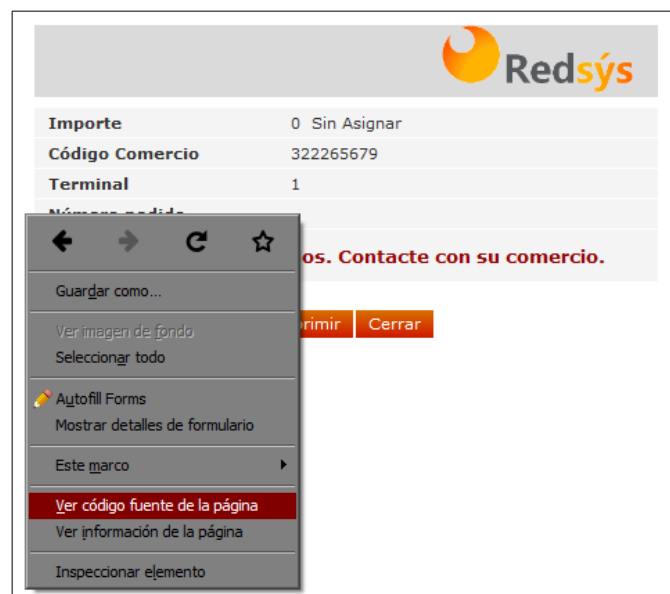 Redsýs
Importe 0 Sin Asignar
Código Comercio 322265679
Terminal 1
Número pedido
os. Contacte con su comercio.
Guardar como...
Ver imagen de fondo
rimir Cerrar
Seleccionar todo
Autofill Forms
Mostrar detalles de formulario
Este marco
Ver código fuente de la página
Ver información de la página
Inspeccionar elemento